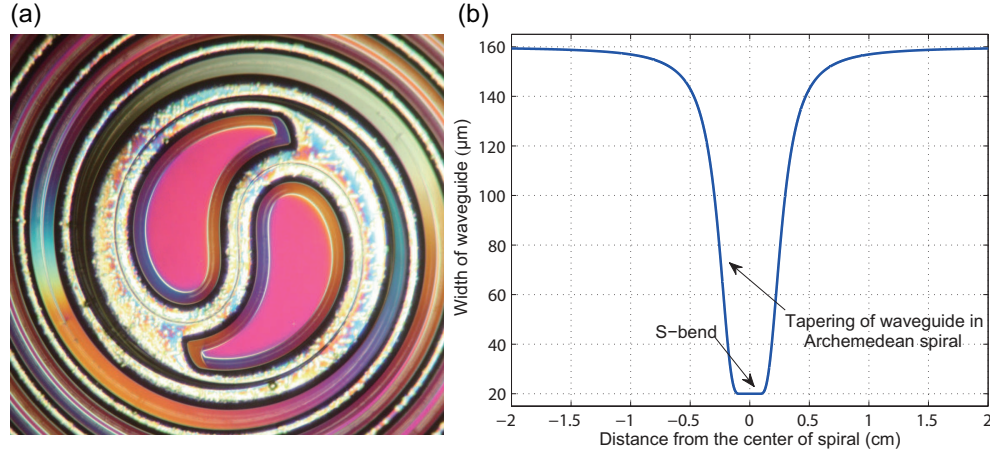 (a)
(b)
Width of waveguide (µm)
160
140
120
100
80
60
40
20
S−bend
Tapering of waveguide in
Archemedean spiral
−2
−1.5
−1
−0.5
0
0.5
1
1.5
2
Distance from the center of spiral (cm)